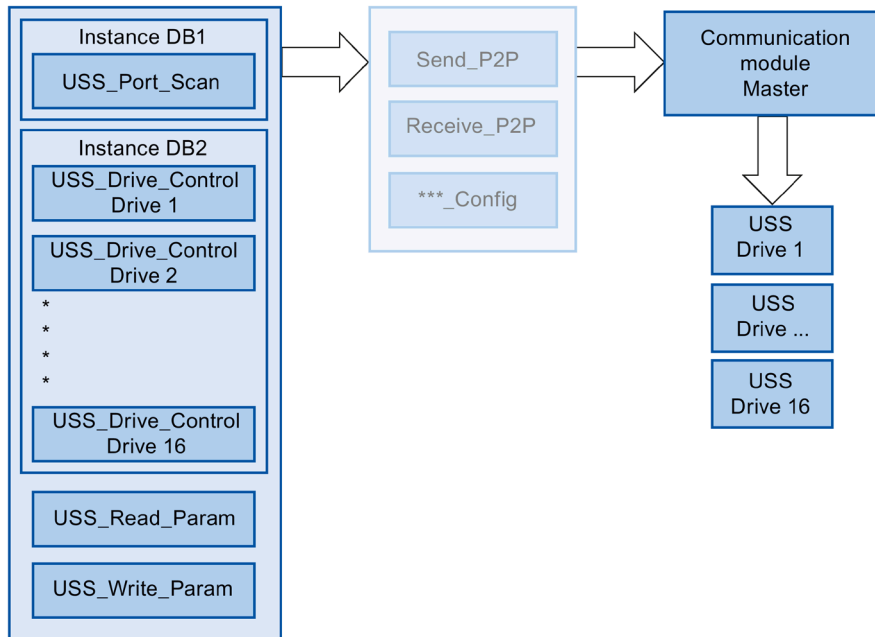 Instance DB1
USS_Port_Scan
Instance DB2
USS_Drive_Control
Drive 1
USS_Drive_Control
Drive 2
*
*
*
*
USS_Drive_Control
Drive 16
USS_Read_Param
USS_Write_Param
Send_P2P
Receive_P2P
***_Config
Communication
module
Master
USS
Drive 1
USS
Drive ...
USS
Drive 16